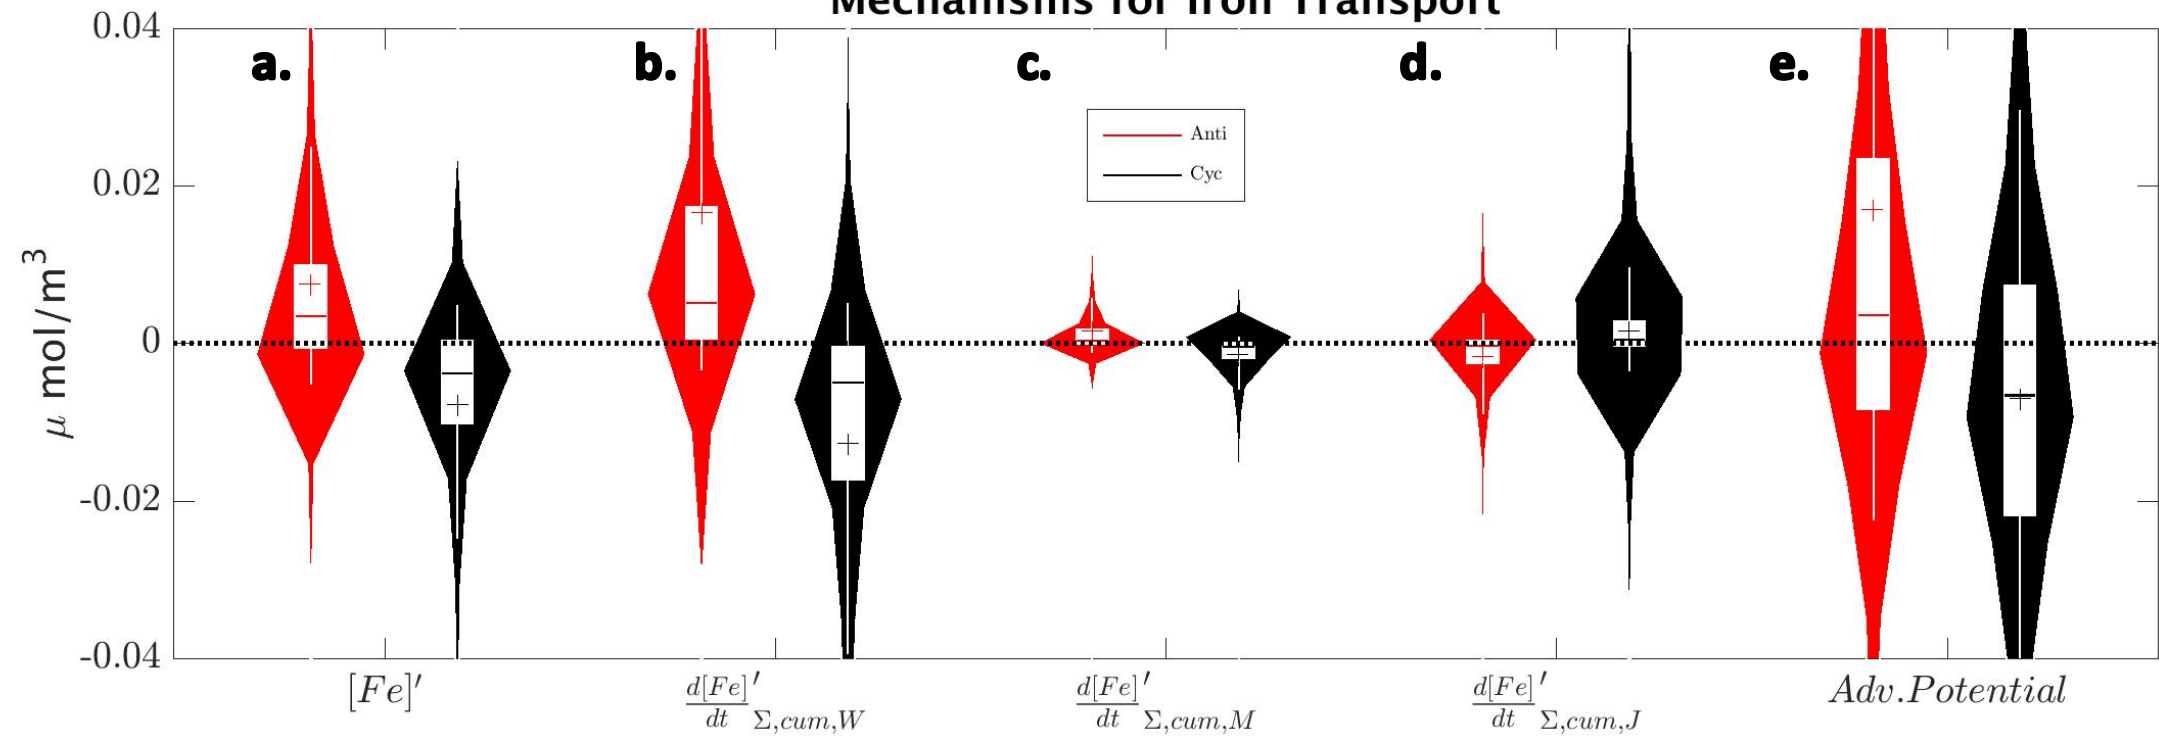 Mechanisms for Iron Transport
0.04
0.02
0
-0.02
-0.04
μ mol/m³
a.
b.
c.
d.
e.
Anti
Cyc
[Fe]′
d[Fe]′/dt Σ,cum,W
d[Fe]′/dt Σ,cum,M
d[Fe]′/dt Σ,cum,J
Adv.Potential